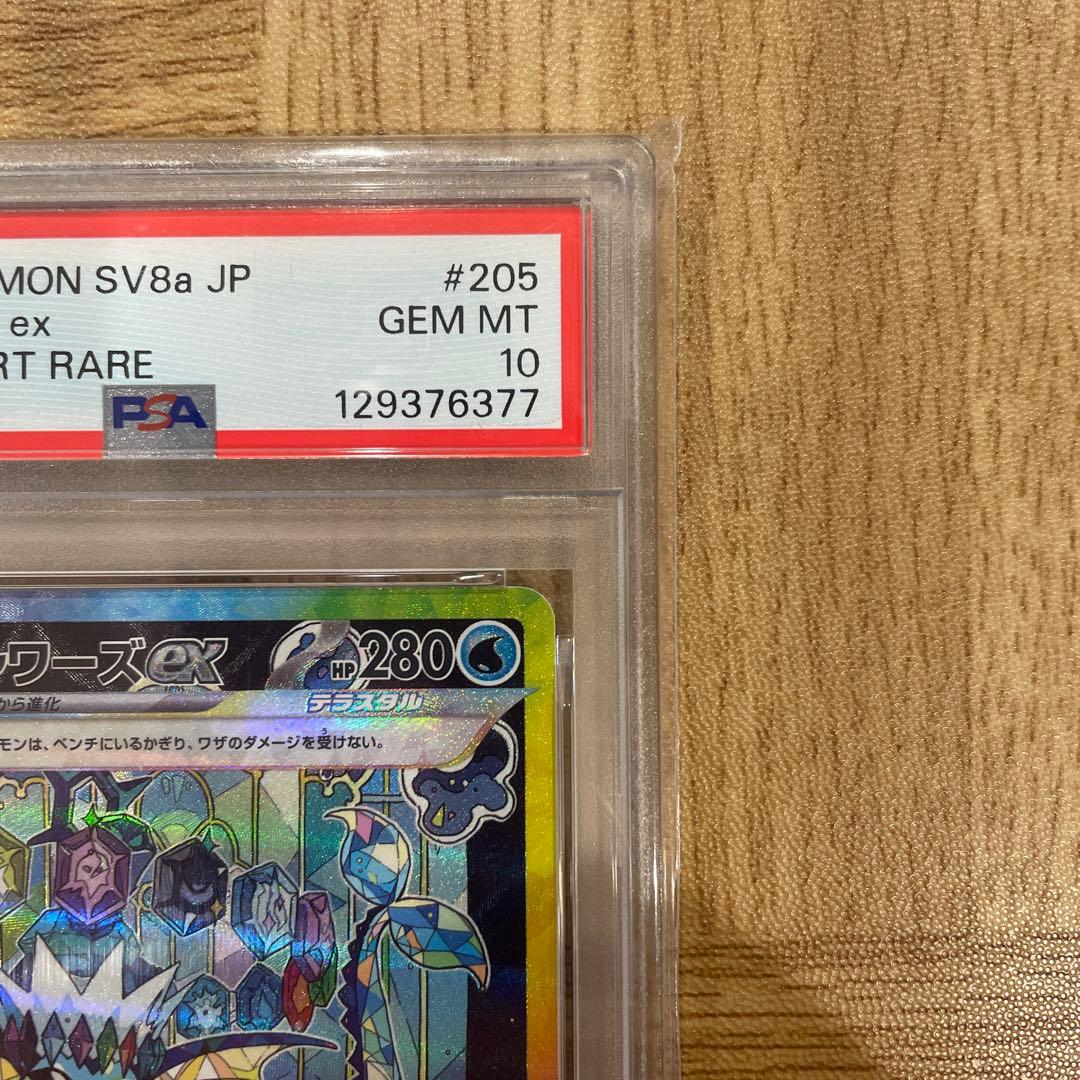 MON SV8a JP #205
ex GEM MT
RT RARE 10
PSA 129376377
ワーズex HP 280
から進化 テラスタル
モンは、ベンチにいるかぎり、ワザのダメージを受けない。